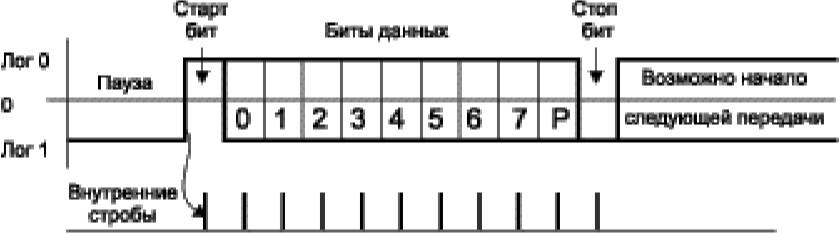 Старт
бит
Биты данных
Стоп
бит
Лог 0
Пауза
Возможно начало
0
0 1 2 3 4 5 6 7 P
следующей передачи
Лог 1
Внутренние
стробы